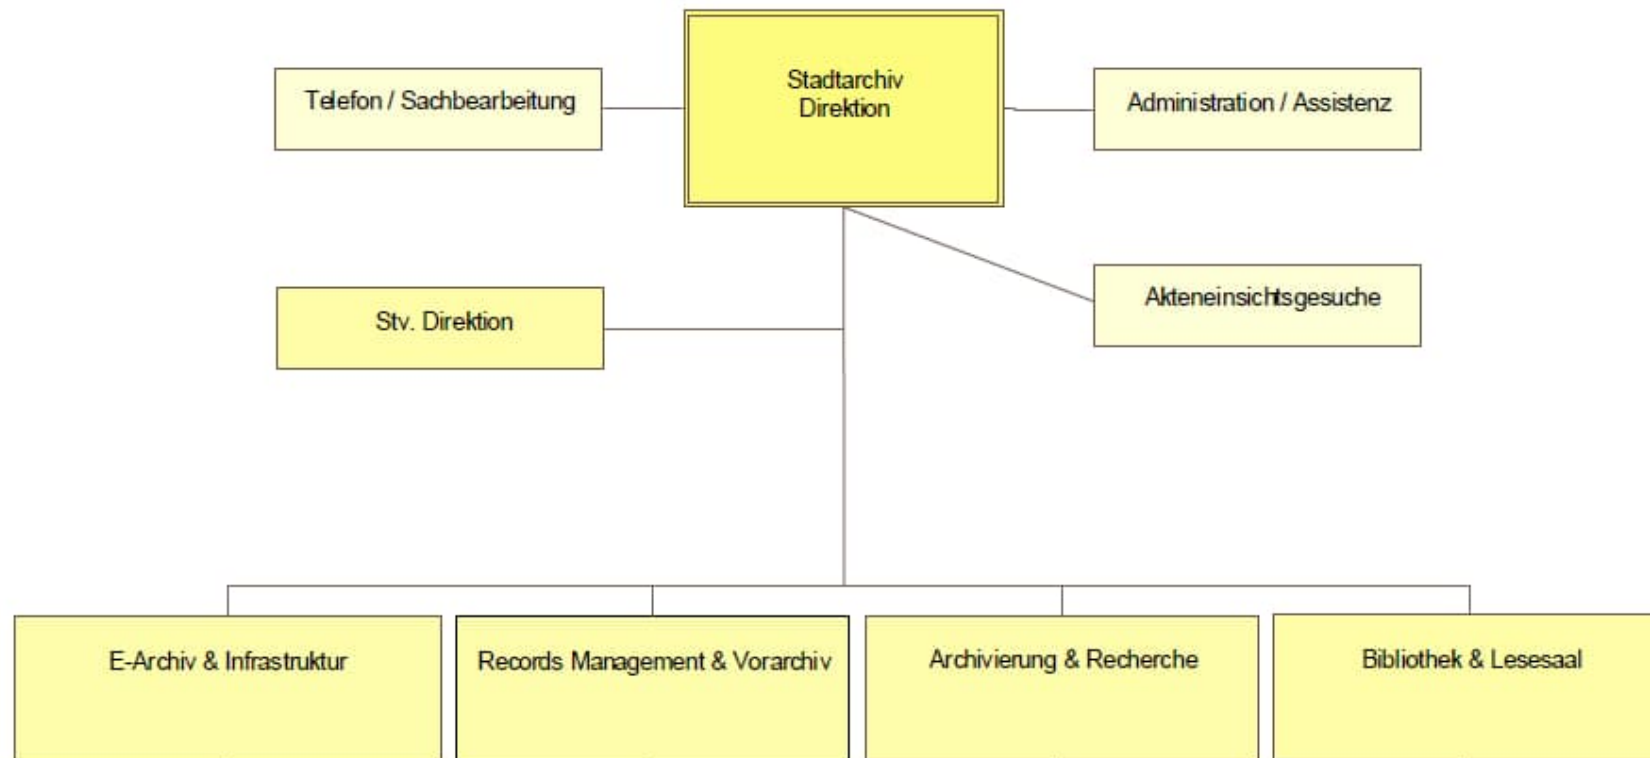 Stadtarchiv
Direktion
Telefon / Sachbearbeitung
Administration / Assistenz
Akteneinsichtsgesuche
Stv. Direktion
E-Archiv & Infrastruktur
Records Management & Vorarchiv
Archivierung & Recherche
Bibliothek & Lesesaal